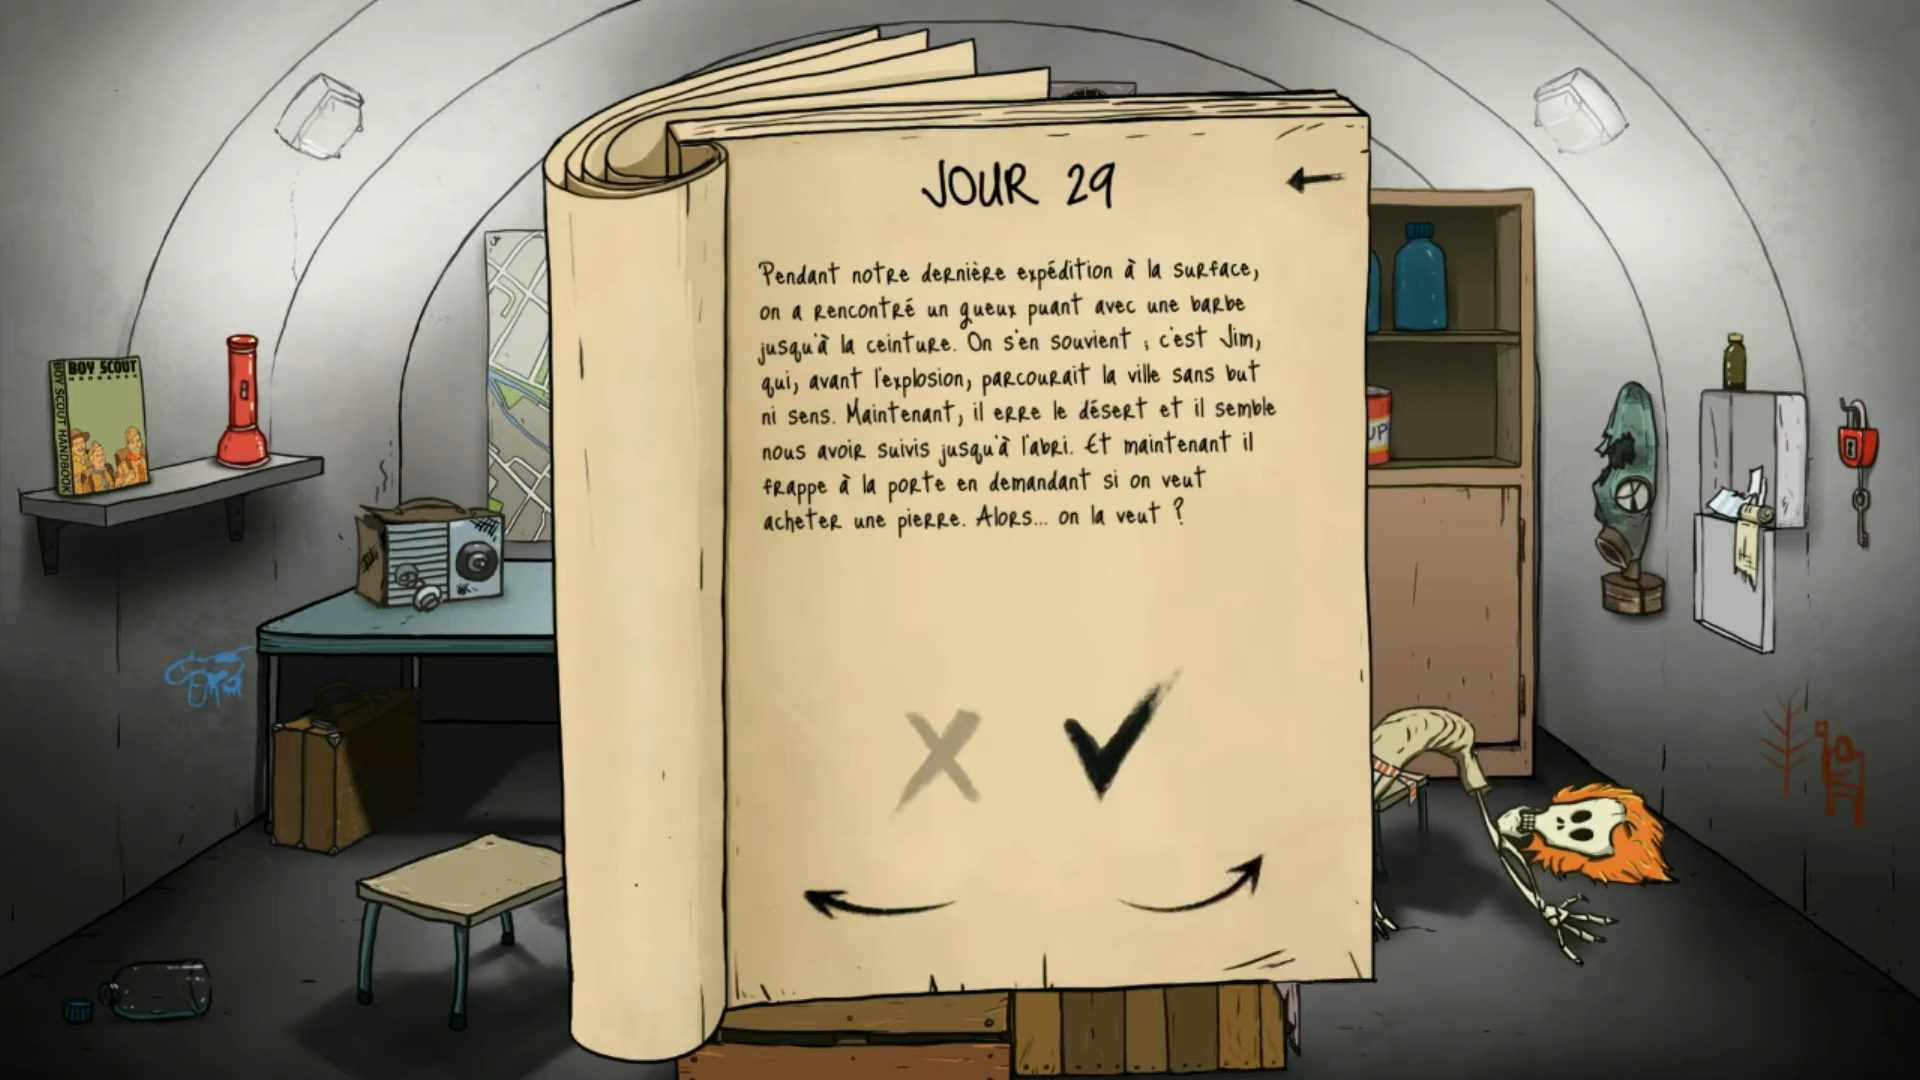 JOUR 29
Pendant notre dernière expédition à la surface,
on a rencontré un gueux puant avec une barbe
jusqu'à la ceinture. On s'en souvient ; c'est Jim,
qui, avant l'explosion, parcourait la ville sans but
ni sens. Maintenant, il erre le désert et il semble
nous avoir suivis jusqu'à l'abri. Et maintenant il
frappe à la porte en demandant si on veut
acheter une pierre. Alors... on la veut ?
BOY SCOUT
HANDBOOK
BOY SCOUT HANDBOOK
UP